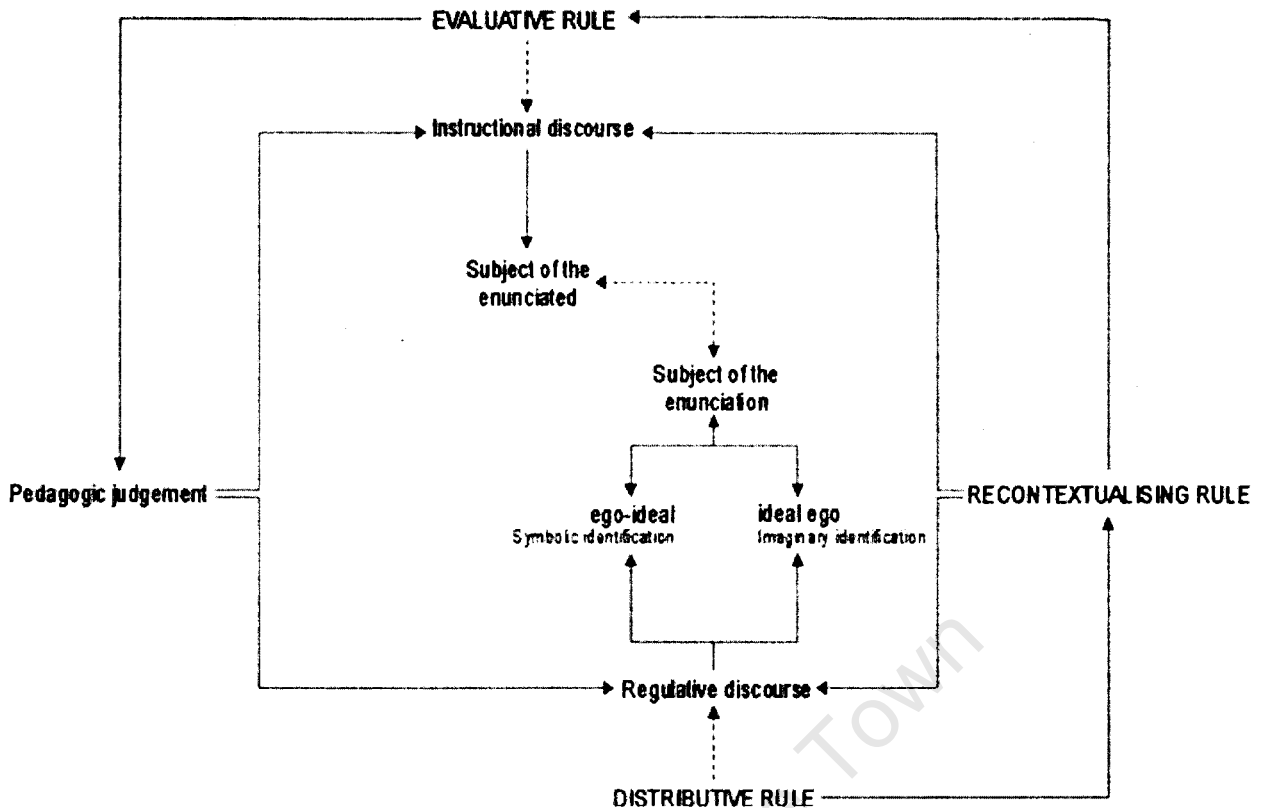 EVALUATIVE RULE
Instructional discourse
Subject of the
enunciated
Subject of the
enunciation
Pedagogic judgement
RECONTEXTUALISING RULE
ego-ideal
Symbolic identification
ideal ego
Imaginary identification
Regulative discourse
Town
DISTRIBUTIVE RULE